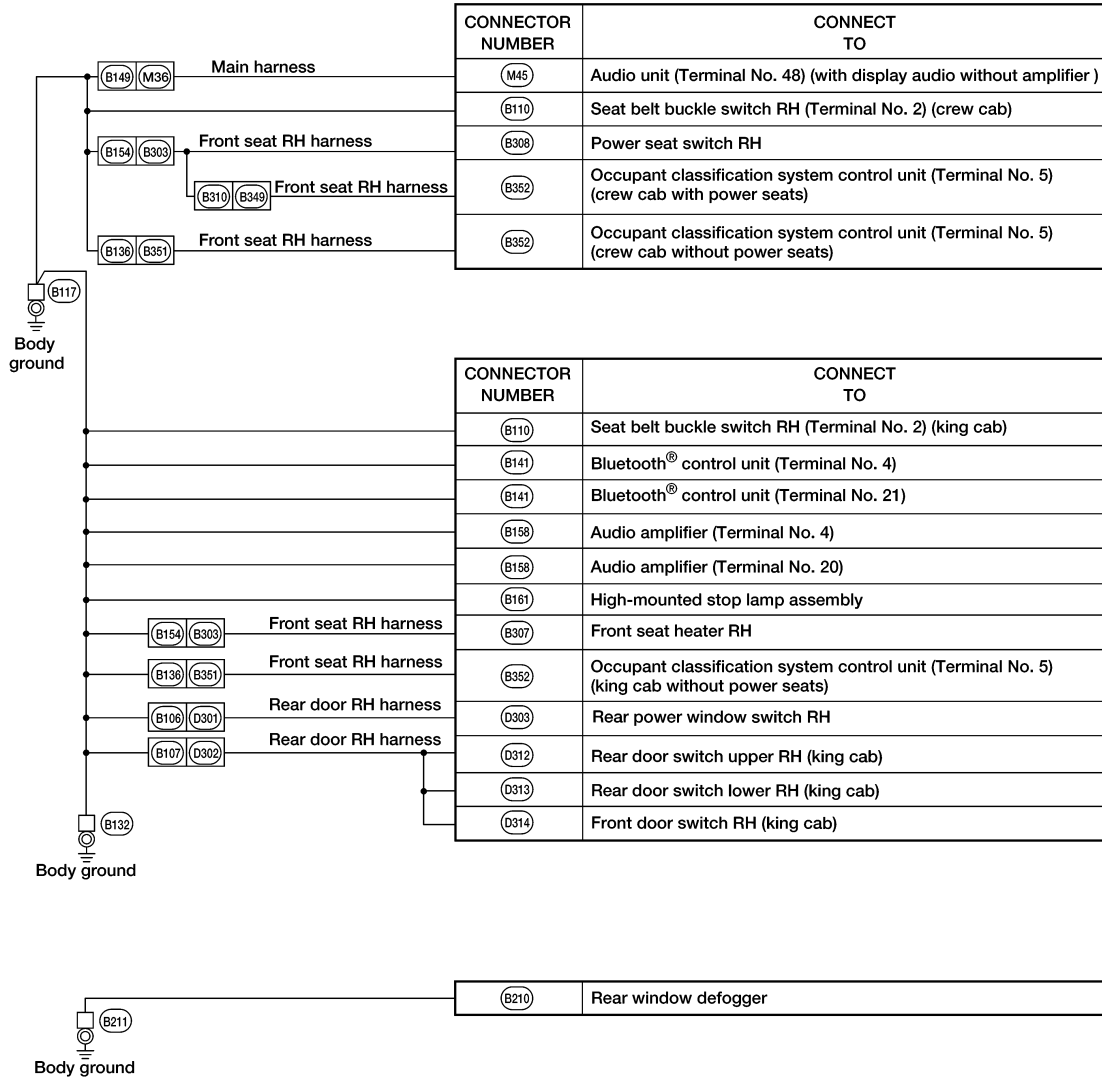 CONNECTOR NUMBER CONNECT TO
B149 M36 Main harness M45 Audio unit (Terminal No. 48) (with display audio without amplifier )
B110 Seat belt buckle switch RH (Terminal No. 2) (crew cab)
B154 B303 Front seat RH harness B308 Power seat switch RH
B310 B349 Front seat RH harness B352 Occupant classification system control unit (Terminal No. 5)
(crew cab with power seats)
B136 B351 Front seat RH harness B352 Occupant classification system control unit (Terminal No. 5)
(crew cab without power seats)
B117
Body
ground
CONNECTOR NUMBER CONNECT TO
B110 Seat belt buckle switch RH (Terminal No. 2) (king cab)
B141 Bluetooth® control unit (Terminal No. 4)
B141 Bluetooth® control unit (Terminal No. 21)
B158 Audio amplifier (Terminal No. 4)
B158 Audio amplifier (Terminal No. 20)
B161 High-mounted stop lamp assembly
B154 B303 Front seat RH harness B307 Front seat heater RH
B136 B351 Front seat RH harness B352 Occupant classification system control unit (Terminal No. 5)
(king cab without power seats)
B106 D301 Rear door RH harness D303 Rear power window switch RH
B107 D302 Rear door RH harness D312 Rear door switch upper RH (king cab)
D313 Rear door switch lower RH (king cab)
D314 Front door switch RH (king cab)
B132
Body ground
B210 Rear window defogger
B211
Body ground